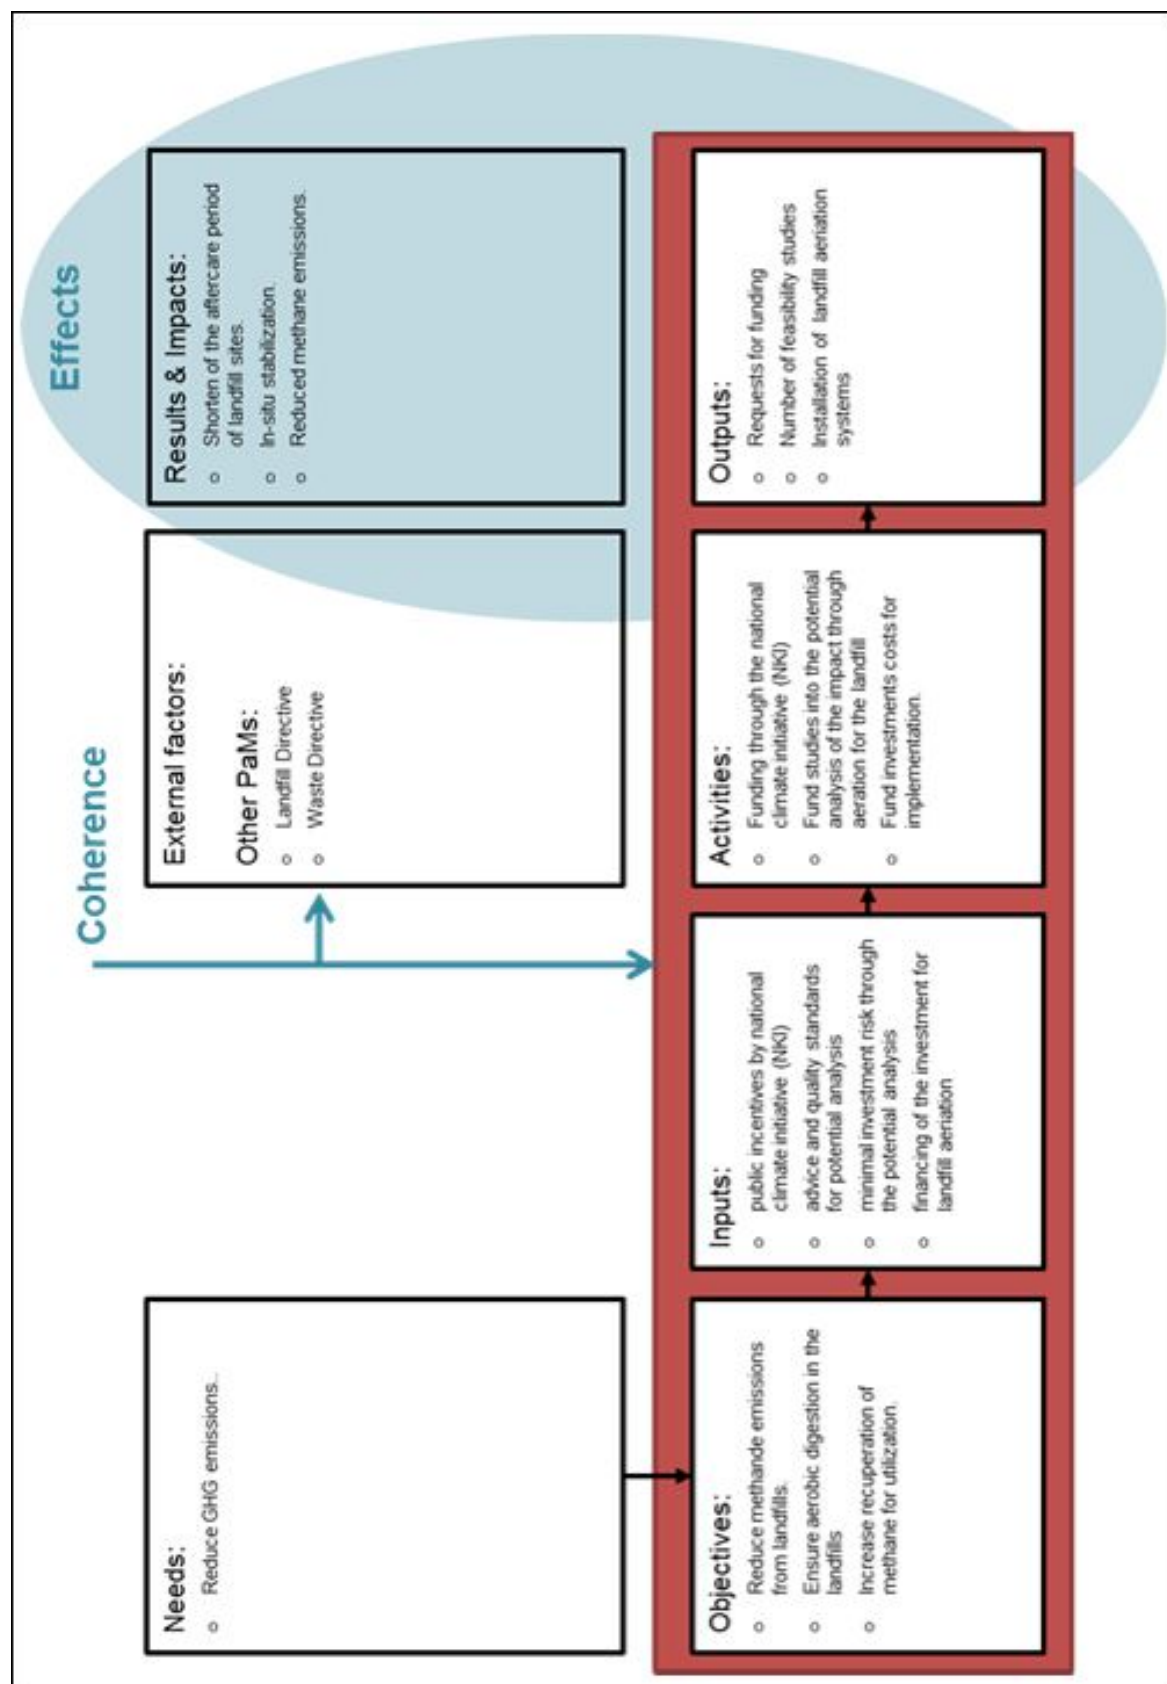 Coherence
Effects
Needs:
o Reduce GHG emissions..
External factors:
Other PaMs:
o Landfill Directive
o Waste Directive
Results & Impacts:
o Shorten of the aftercare period
of landfill sites.
o In-situ stabilization.
o Reduced methane emissions.
Objectives:
o Reduce methande emissions
from landfills.
o Ensure aerobic digestion in the
landfills
o Increase recuperation of
methane for utilization.
Inputs:
o public incentives by national
climate initiative (NKI)
o advice and quality standards
for potential analysis
o minimal investment risk through
the potential analysis
o financing of the investment for
landfill aeriation
Activities:
o Funding through the national
climate initiative (NKI)
o Fund studies into the potential
analysis of the impact through
aeration for the landfill
o Fund investments costs for
implementation.
Outputs:
o Requests for funding
o Number of feasibility studies
o Installation of landfill aeriation
systems